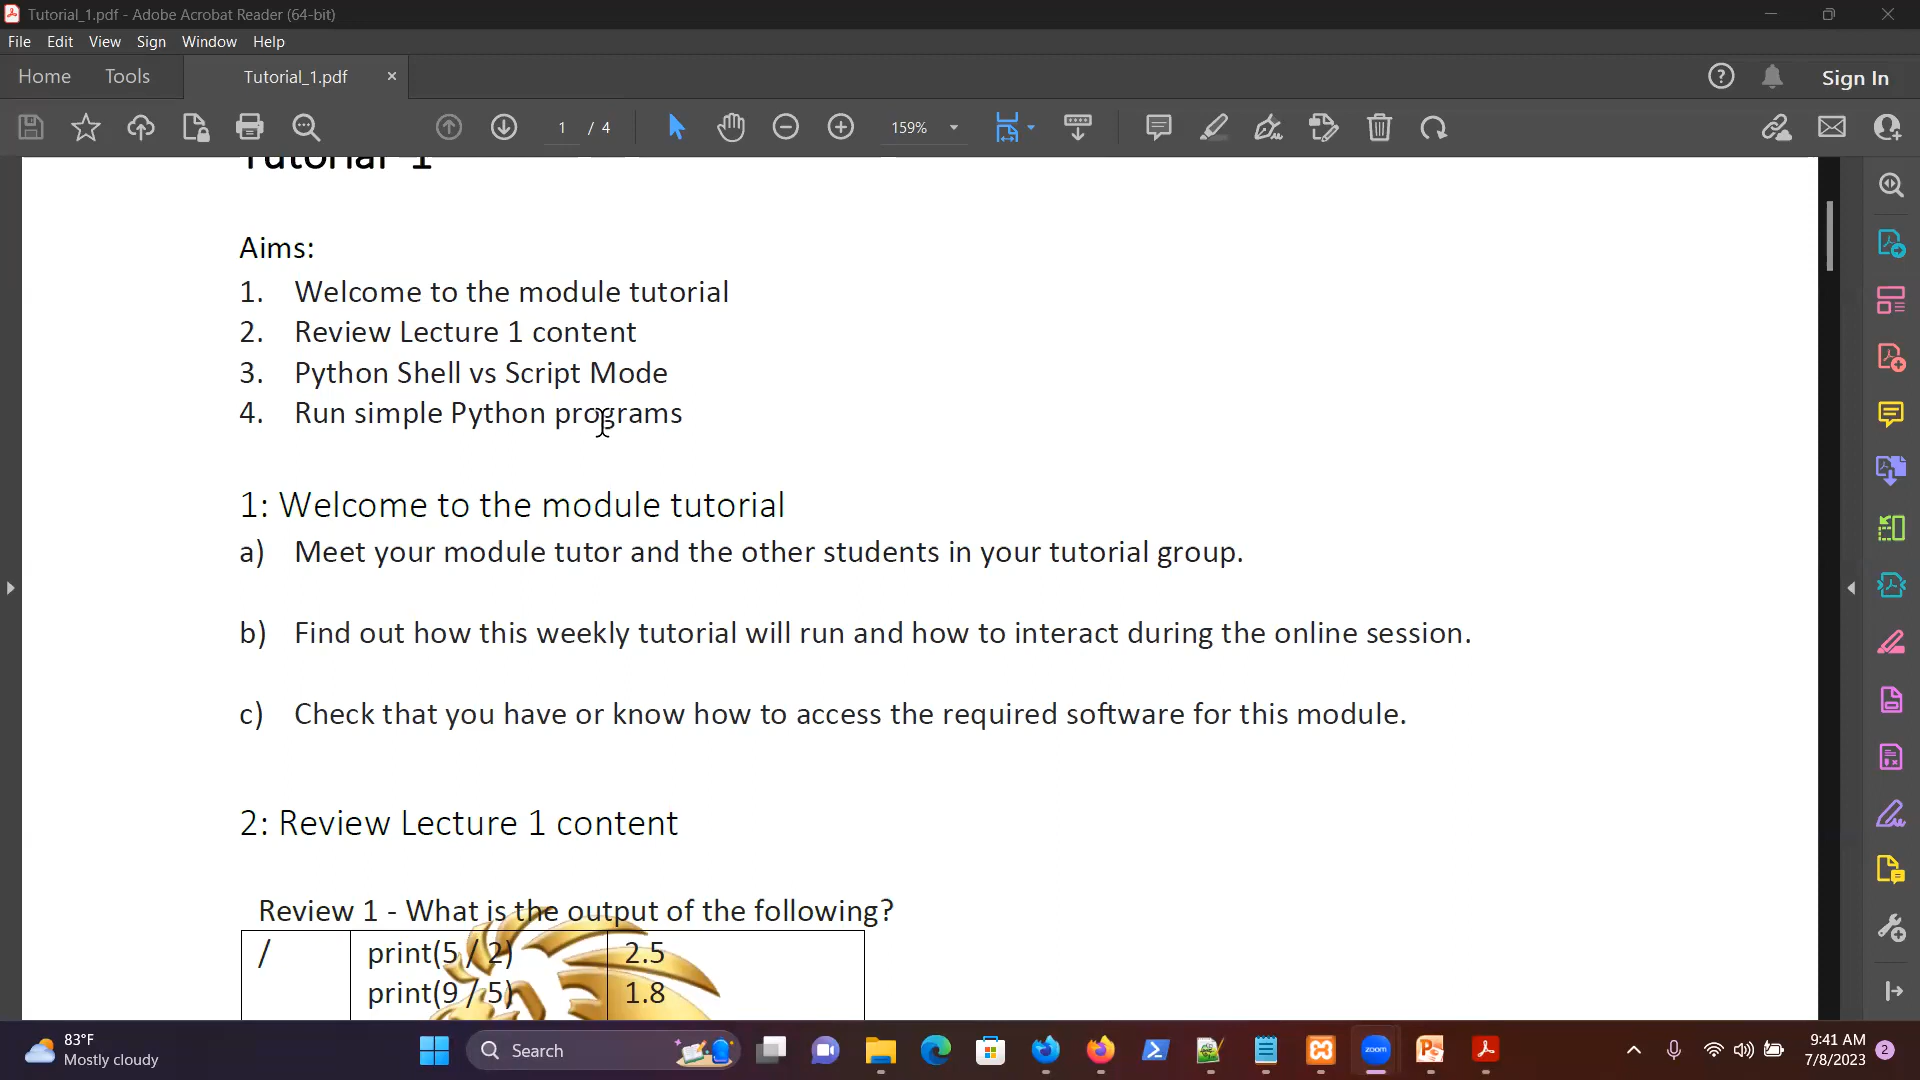 Tutorial_1.pdf - Adobe Acrobat Reader (64-bit)
File Edit View Sign Window Help
Home Tools Tutorial_1.pdf × Sign In
1 / 4 159%
Tutorial 1
Aims:
1. Welcome to the module tutorial
2. Review Lecture 1 content
3. Python Shell vs Script Mode
4. Run simple Python programs
1: Welcome to the module tutorial
a) Meet your module tutor and the other students in your tutorial group.
b) Find out how this weekly tutorial will run and how to interact during the online session.
c) Check that you have or know how to access the required software for this module.
2: Review Lecture 1 content
Review 1 - What is the output of the following?
/ print(5 / 2) 2.5
print(9 / 5) 1.8
83°F
Mostly cloudy
Search
zoom
9:41 AM
7/8/2023
2